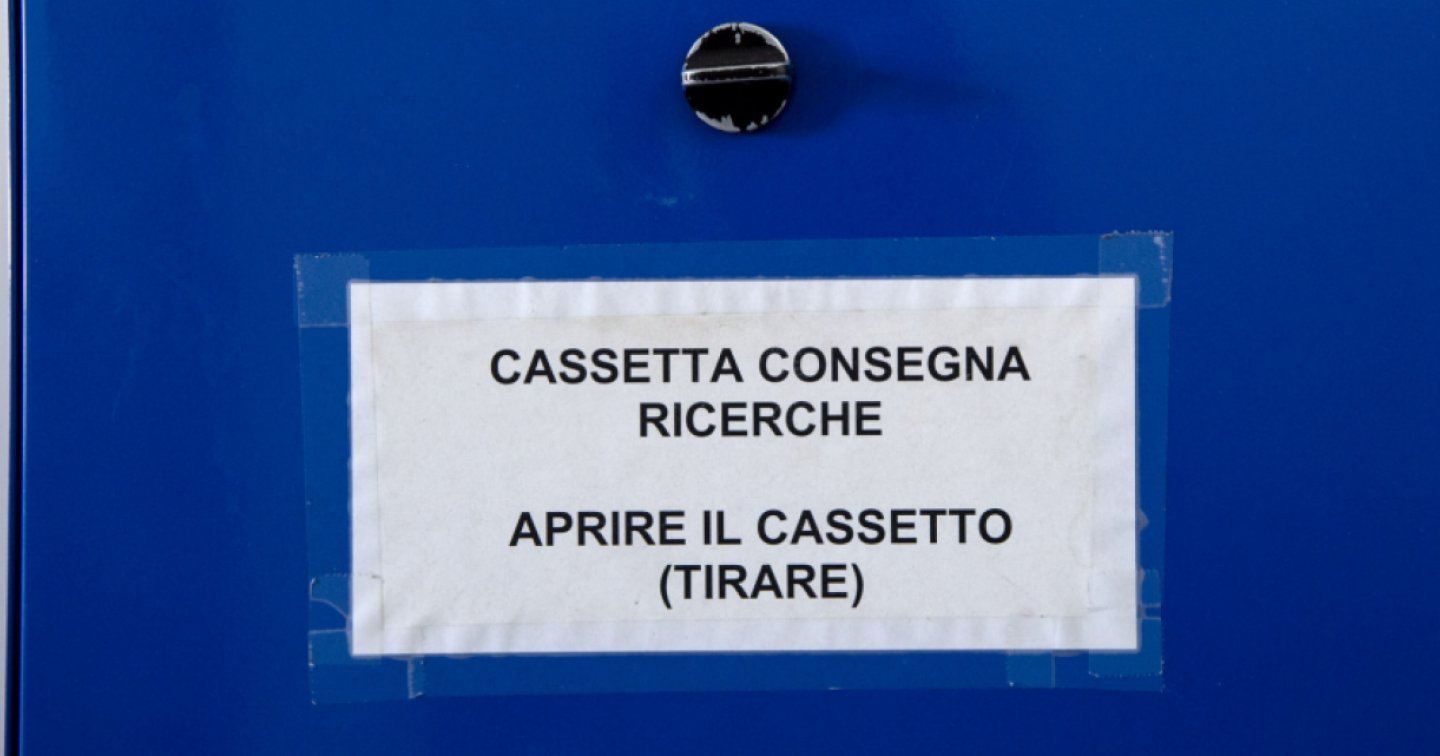 CASSETTA CONSEGNA
RICERCHE
APRIRE IL CASSETTO
(TIRARE)